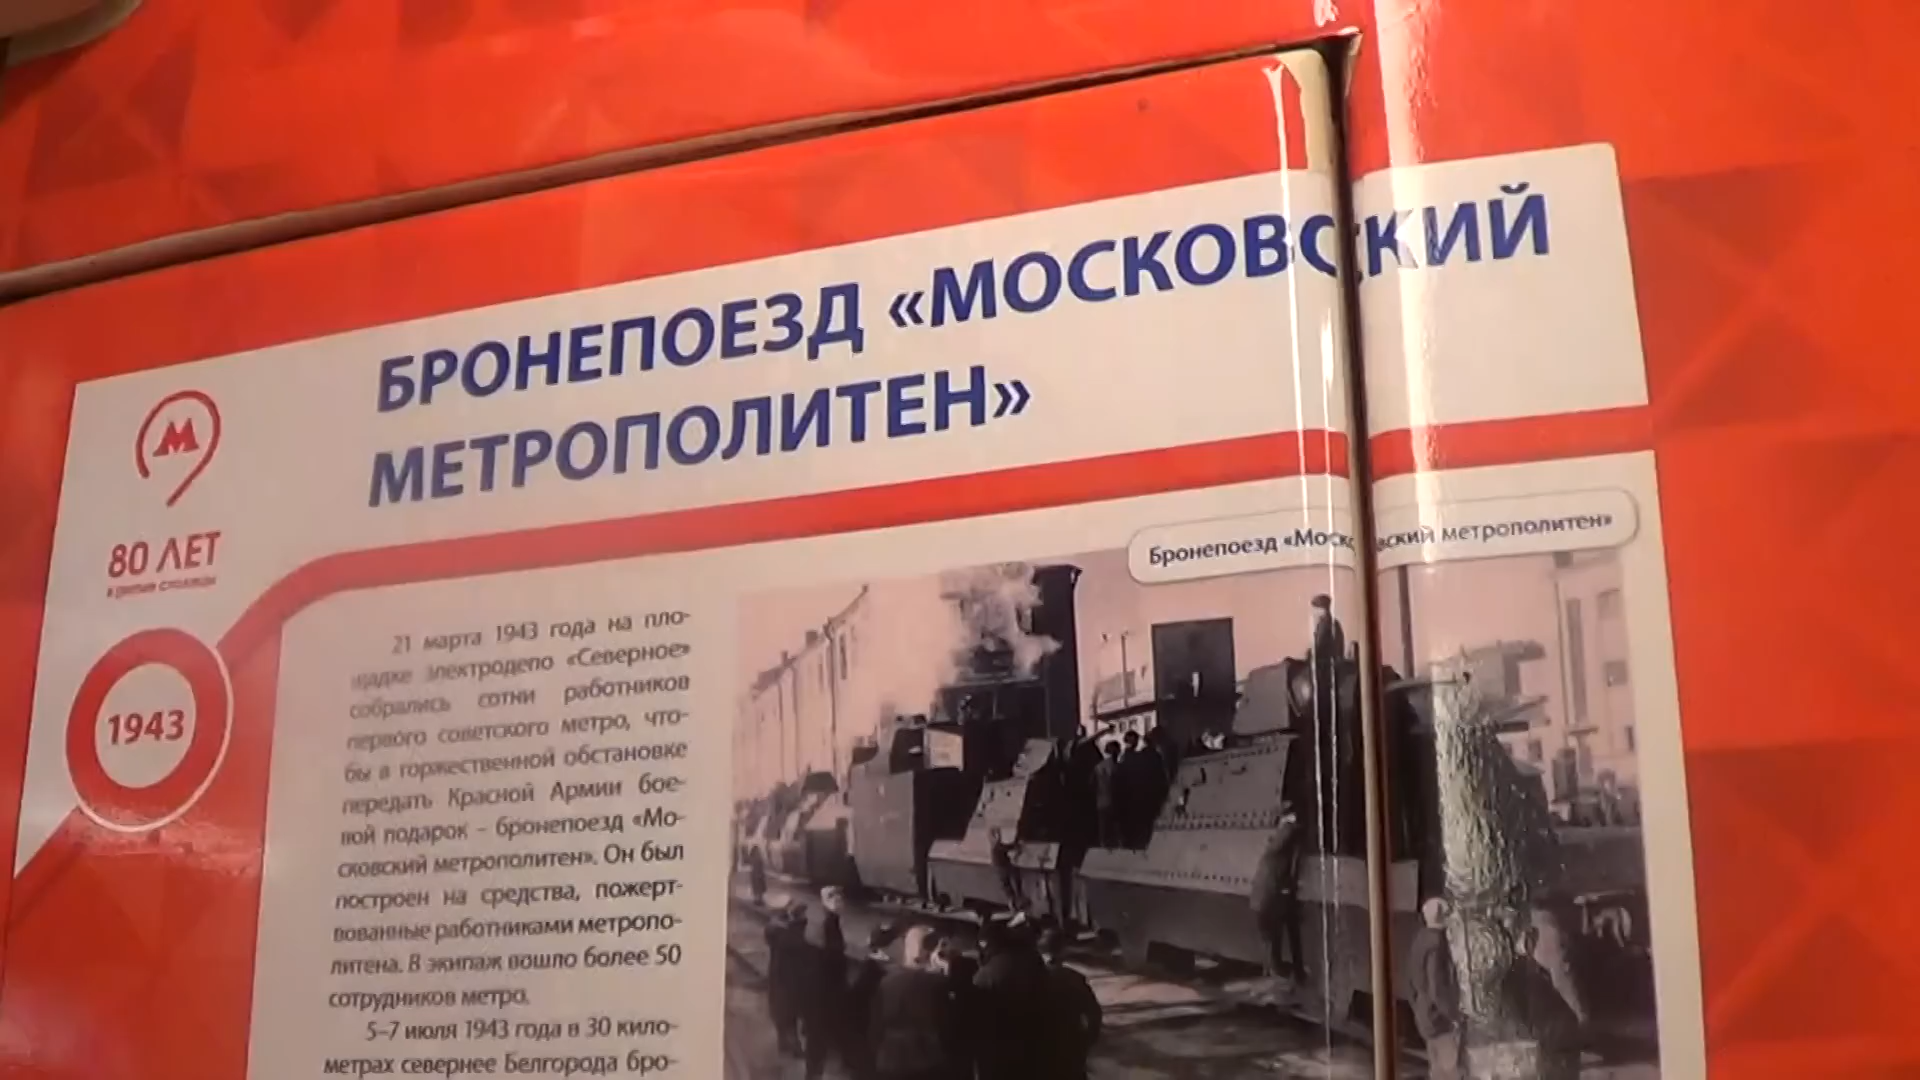 БРОНЕПОЕЗД «МОСКОВСКИЙ
МЕТРОПОЛИТЕН»
М
80 ЛЕТ
в ритме столицы
1943
Бронепоезд «Московский метрополитен»
21 марта 1943 года на пло-
щадке электродепо «Северное»
собрались сотни работников
первого советского метро, что-
бы в торжественной обстановке
передать Красной Армии бое-
вой подарок – бронепоезд «Мо-
сковский метрополитен». Он был
построен на средства, пожерт-
вованные работниками метропо-
литена. В экипаж вошло более 50
сотрудников метро.
5–7 июля 1943 года в 30 кило-
метрах севернее Белгорода бро-